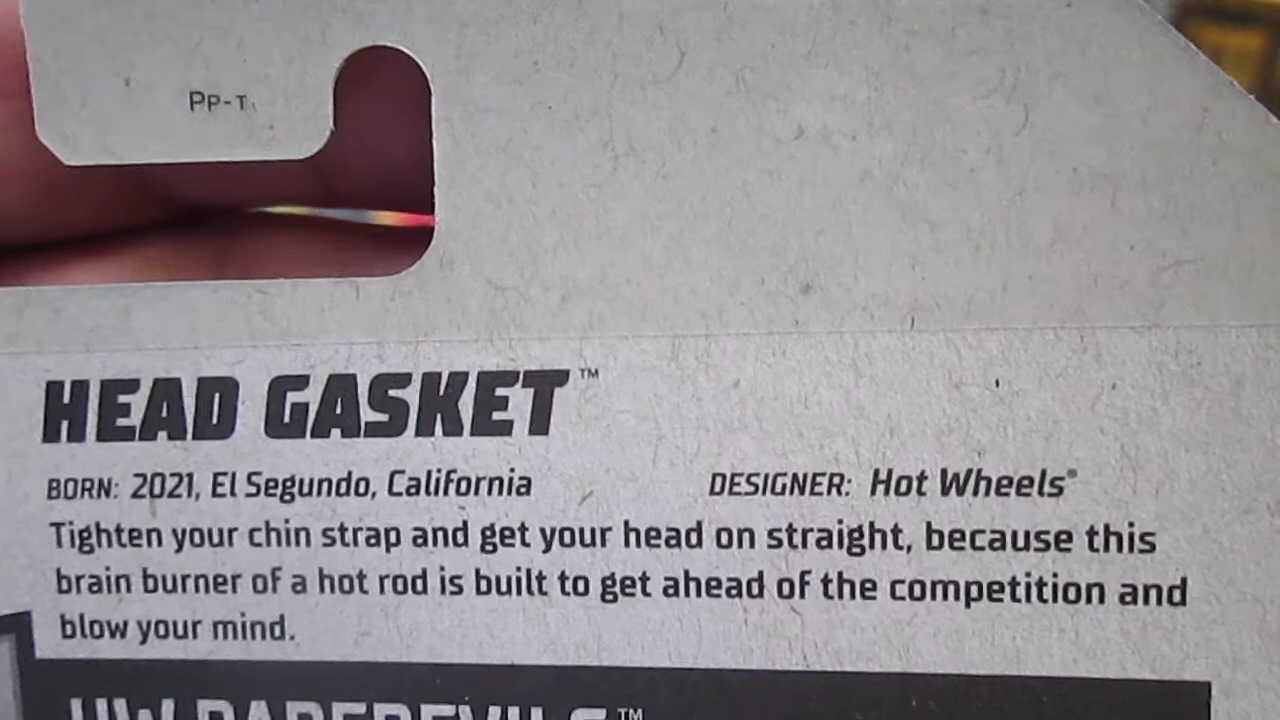 PP-T
HEAD GASKET™
BORN: 2021, El Segundo, California DESIGNER: Hot Wheels®
Tighten your chin strap and get your head on straight, because this
brain burner of a hot rod is built to get ahead of the competition and
blow your mind.
HW DAREDEVILS™